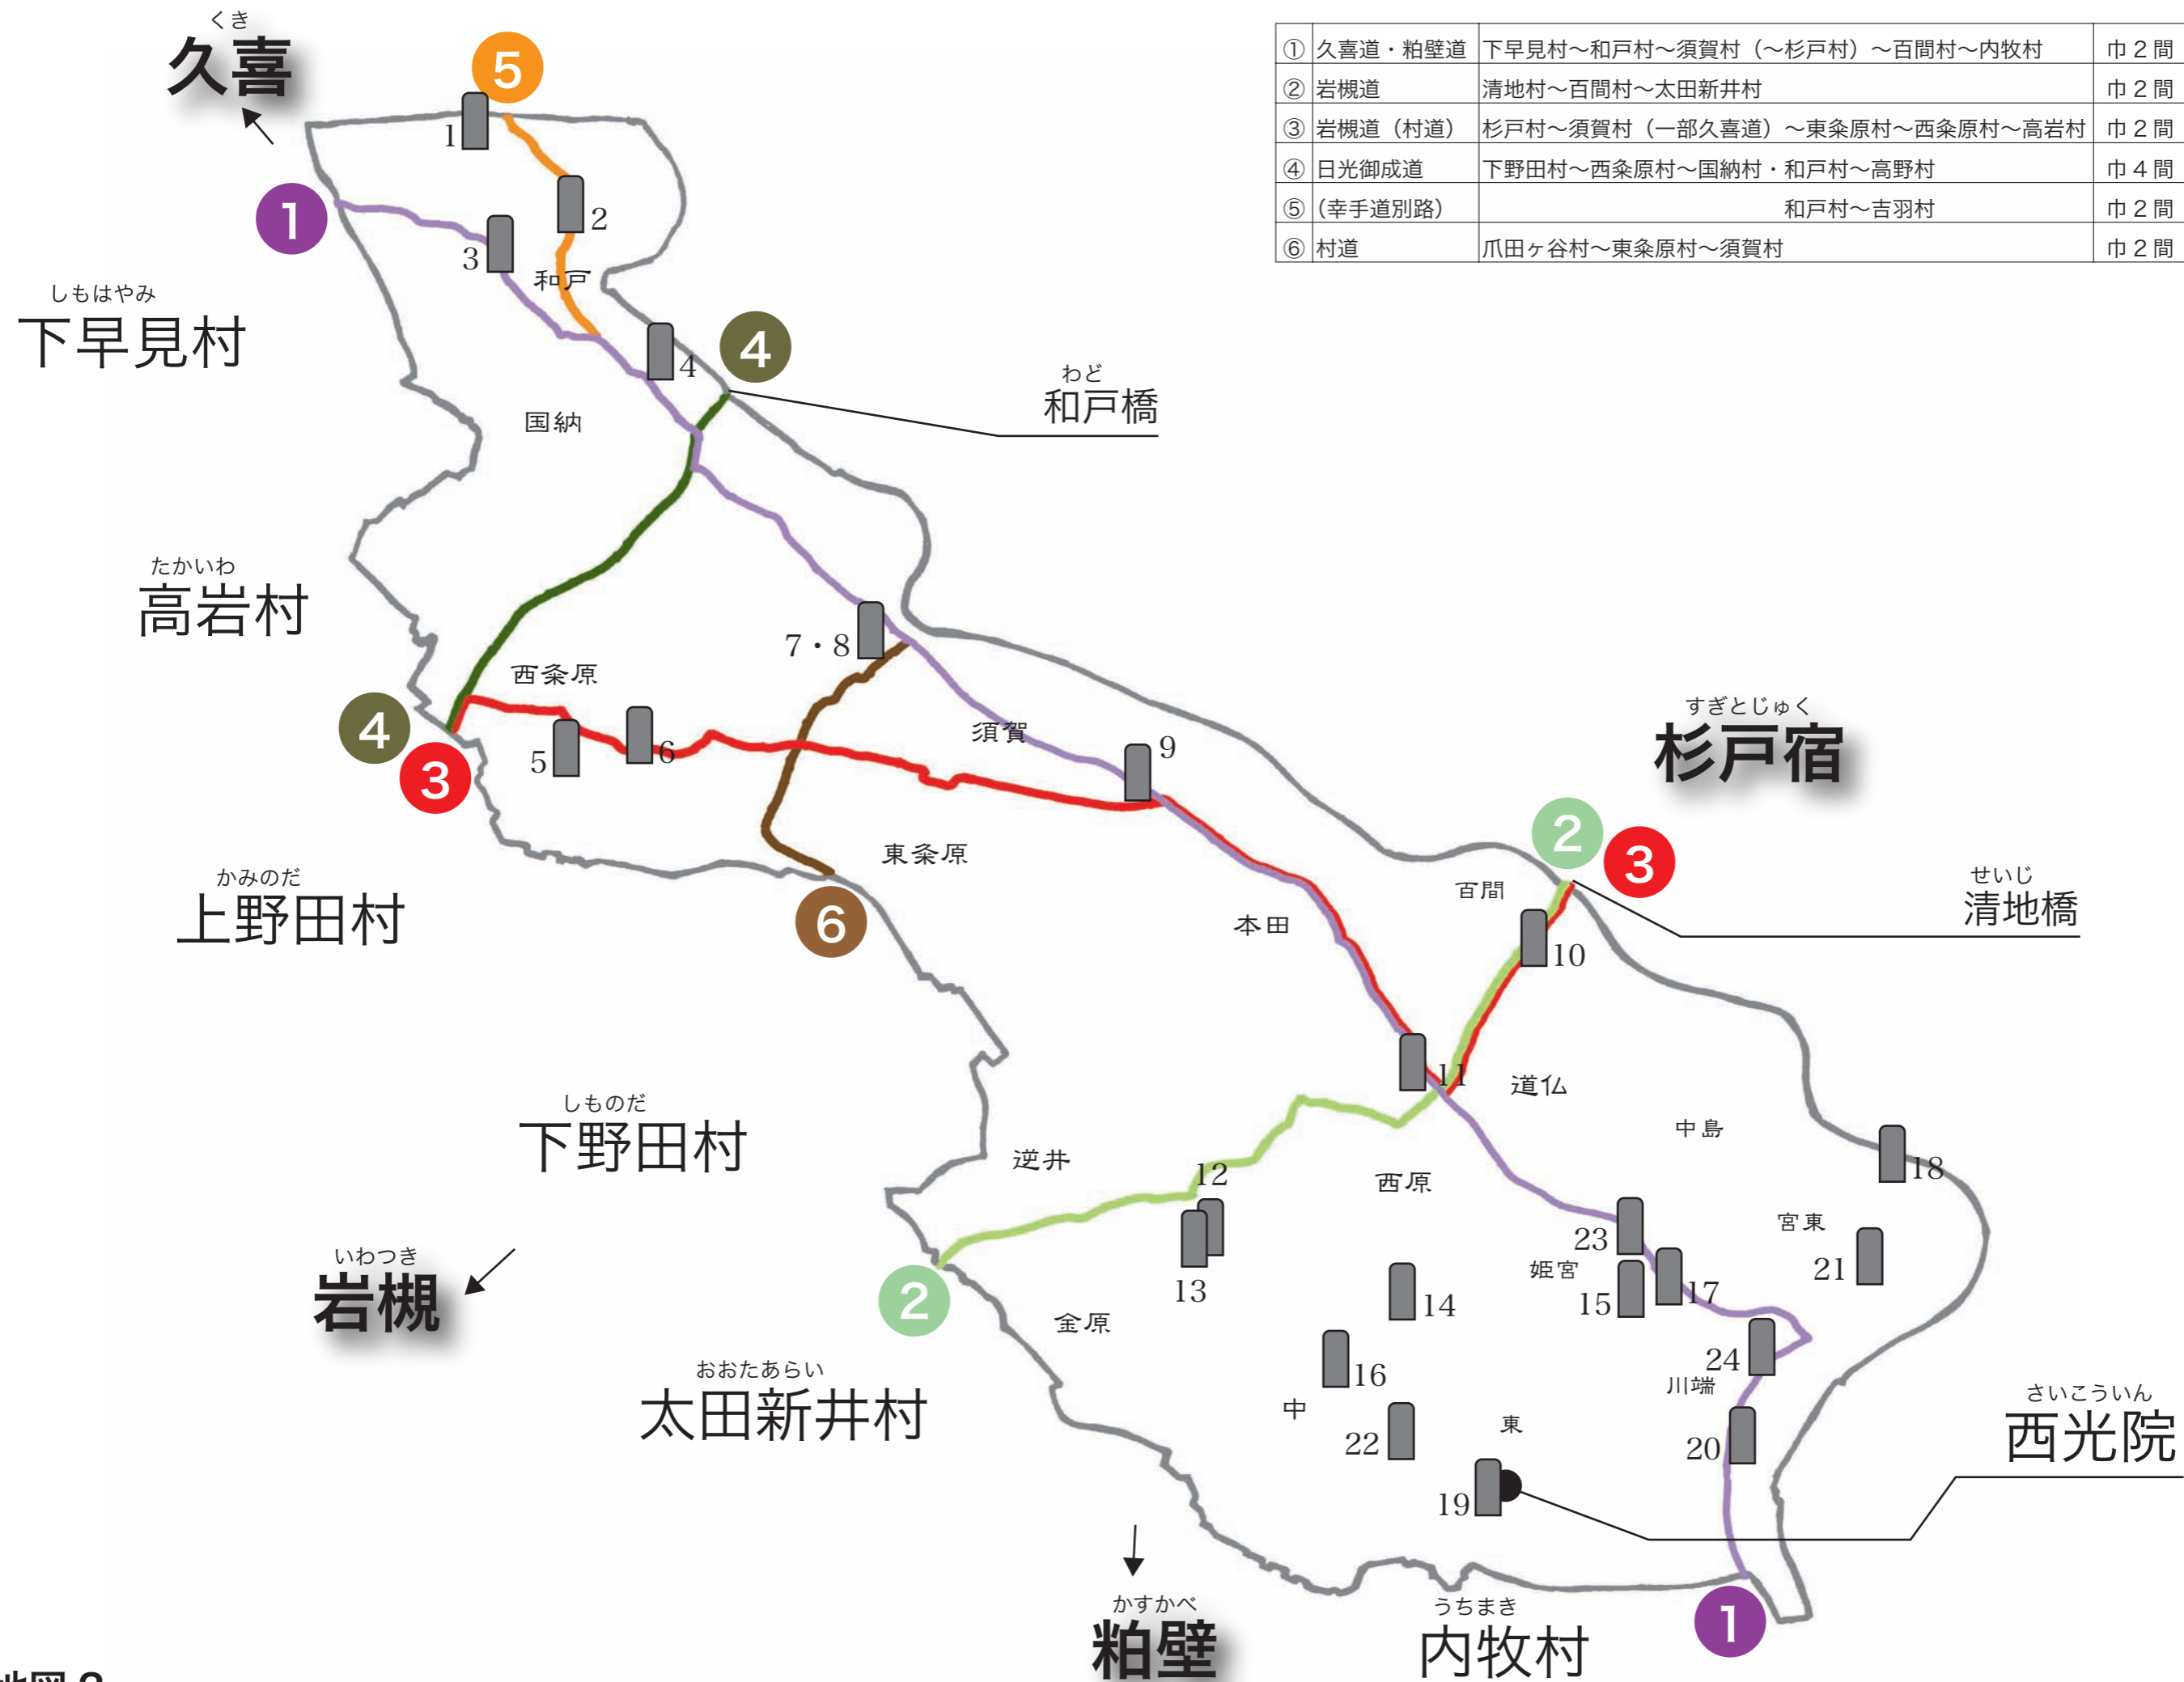 ① 久喜道・粕壁道 下早見村～和戸村～須賀村（～杉戸村）～百間村～内牧村 巾２間
② 岩槻道 清地村～百間村～太田新井村 巾２間
③ 岩槻道（村道） 杉戸村～須賀村（一部久喜道）～東条原村～西条原村～高岩村 巾２間
④ 日光御成道 下野田村～西条原村～国納村・和戸村～高野村 巾４間
⑤ （幸手道別路） 和戸村～吉羽村 巾２間
⑥ 村道 爪田ヶ谷村～東条原村～須賀村 巾２間
くき
久喜
5
1
2
1
3
和戸
しもはやみ
下早見村
4
4
わど
和戸橋
国納
たかいわ
高岩村
7・8
西条原
4
3
5
6
須賀
9
すぎとじゅく
杉戸宿
2
3
東条原
かみのだ
上野田村
6
百間
本田
10
せいじ
清地橋
11
道仏
しものだ
下野田村
逆井
12
西原
中島
18
13
23
宮東
21
姫宮
15
17
14
いわつき
岩槻
2
金原
16
24
川端
おおたあらい
太田新井村
中
22
東
20
さいこういん
西光院
19
かすかべ
粕壁
うちまき
内牧村
1